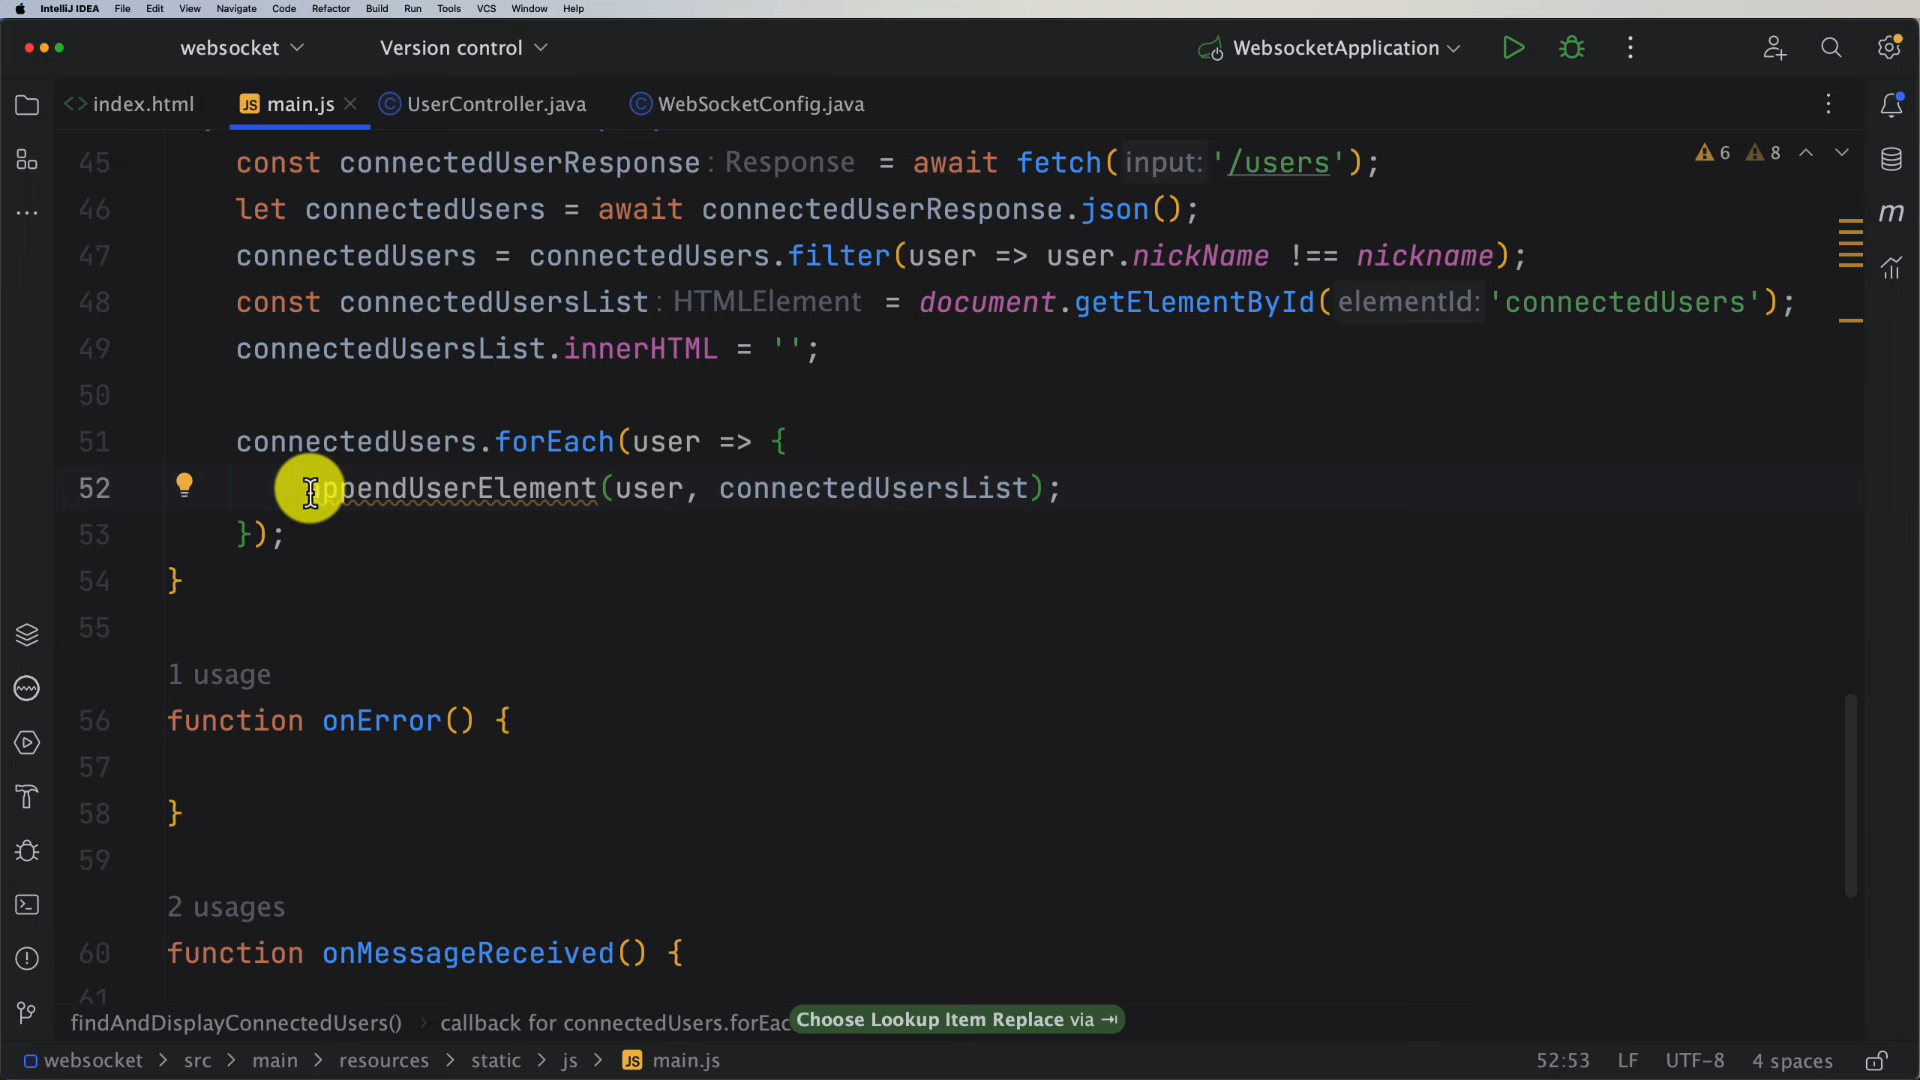 IntelliJ IDEA File Edit View Navigate Code Refactor Build Run Tools VCS Window Help
websocket Version control WebsocketApplication
index.html JS main.js UserController.java WebSocketConfig.java
45 const connectedUserResponse: Response = await fetch( input: '/users'); 6 8
46 let connectedUsers = await connectedUserResponse.json();
47 connectedUsers = connectedUsers.filter(user => user.nickName !== nickname);
48 const connectedUsersList: HTMLElement = document.getElementById( elementId: 'connectedUsers');
49 connectedUsersList.innerHTML = '';
50
51 connectedUsers.forEach(user => {
52 appendUserElement(user, connectedUsersList);
53 });
54 }
55
1 usage
56 function onError() {
57
58 }
59
2 usages
60 function onMessageReceived() {
61
findAndDisplayConnectedUsers() callback for connectedUsers.forEac Choose Lookup Item Replace via
websocket > src > main > resources > static > js > JS main.js 52:53 LF UTF-8 4 spaces